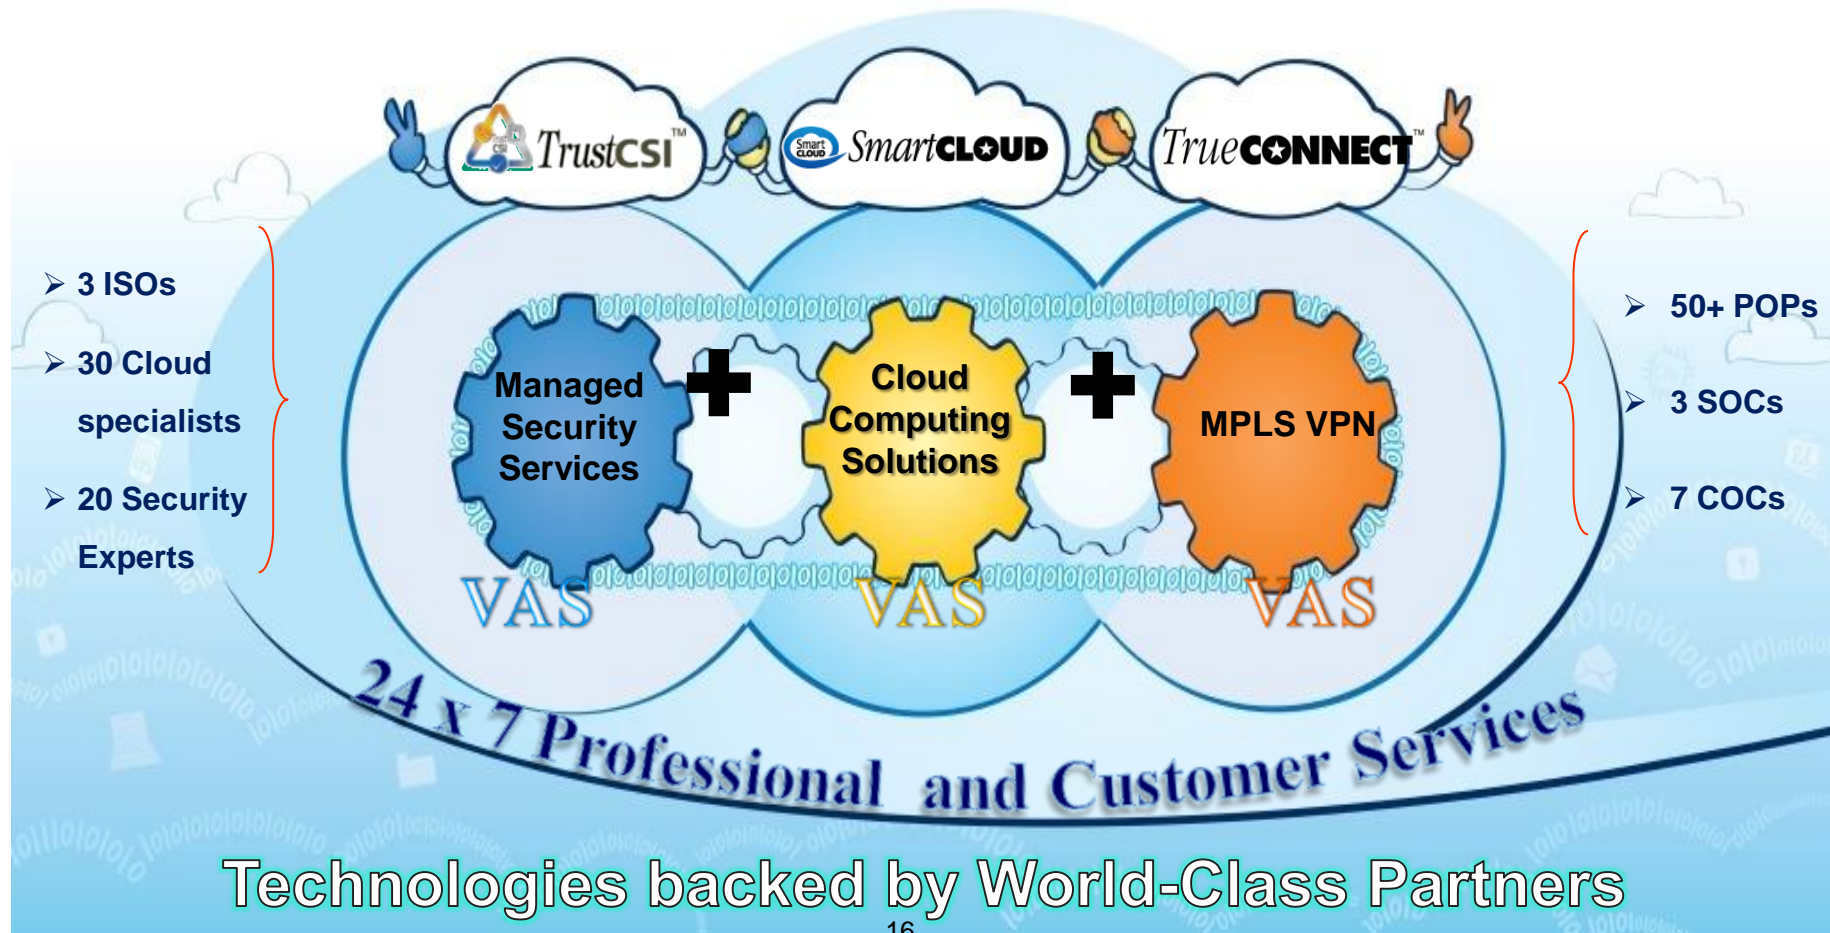 TrustCSI™
Smart CLOUD
SmartCLOUD
TrueCONNECT™
➢ 3 ISOs
➢ 30 Cloud
specialists
➢ 20 Security
Experts
Managed
Security
Services
Cloud
Computing
Solutions
MPLS VPN
➢ 50+ POPs
➢ 3 SOCs
➢ 7 COCs
VAS
VAS
VAS
24 x 7 Professional and Customer Services
Technologies backed by World-Class Partners
16